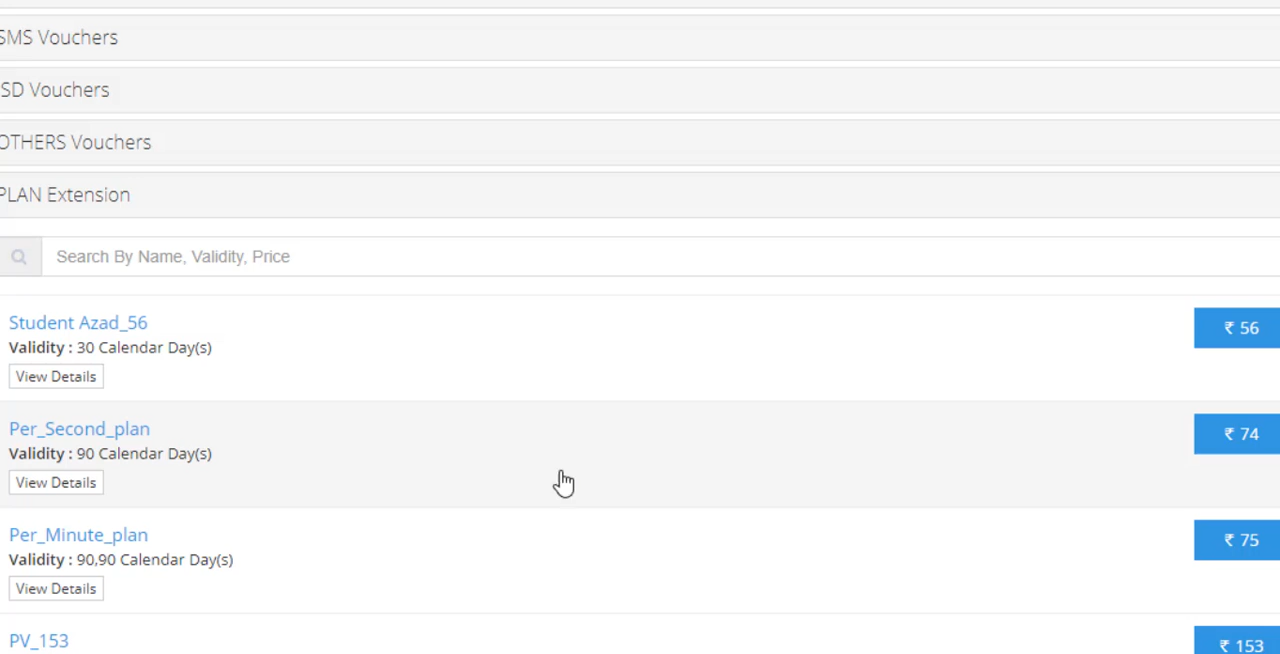 SMS Vouchers
SD Vouchers
OTHERS Vouchers
PLAN Extension
Search By Name, Validity, Price
Student Azad_56
₹ 56
Validity : 30 Calendar Day(s)
View Details
Per_Second_plan
₹ 74
Validity : 90 Calendar Day(s)
View Details
Per_Minute_plan
₹ 75
Validity : 90,90 Calendar Day(s)
View Details
PV_153
₹ 153